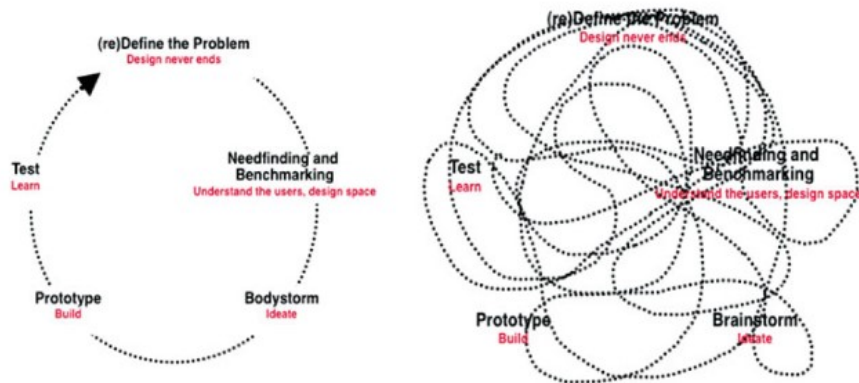 (re)Define the Problem
Design never ends
Needfinding and
Benchmarking
Understand the users, design space
Bodystorm
Ideate
Prototype
Build
Test
Learn
(re)Define the Problem
Design never ends
Needfinding and
Benchmarking
Understand the users, design space
Brainstorm
Ideate
Prototype
Build
Test
Learn